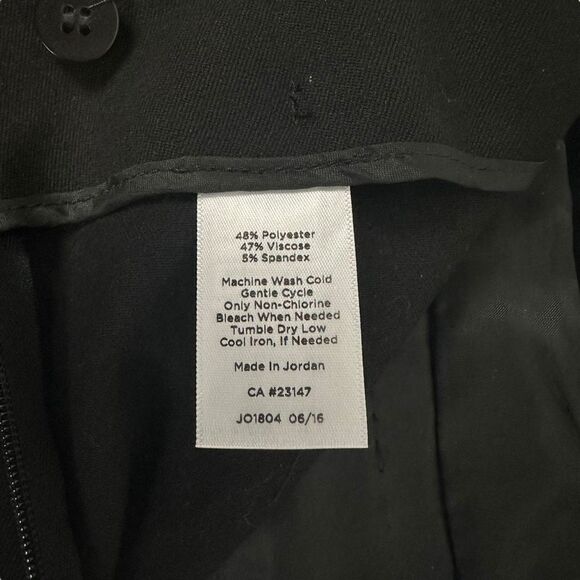 48% Polyester
47% Viscose
5% Spandex
Machine Wash Cold
Gentle Cycle
Only Non-Chlorine
Bleach When Needed
Tumble Dry Low
Cool Iron, If Needed
Made In Jordan
CA #23147
JO1804 06/16